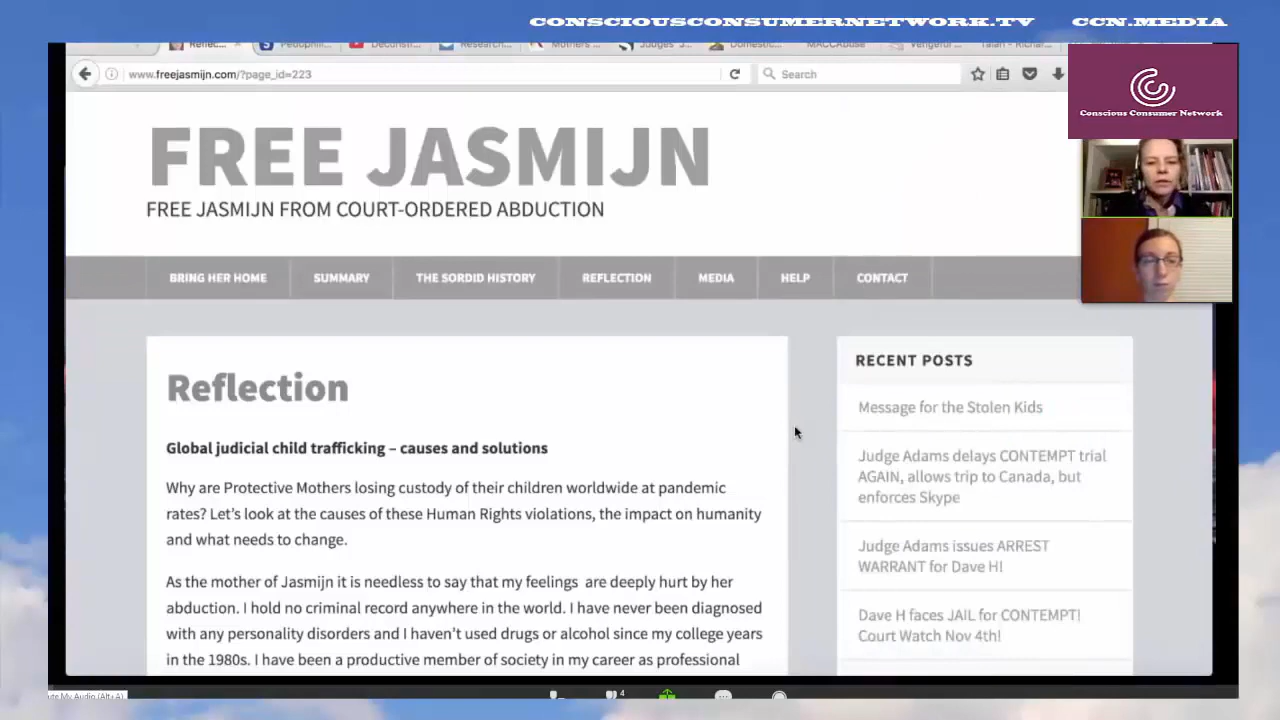 CONSCIOUSCONSUMERNETWORK.TV CCN.MEDIA
www.freejasmijn.com/?page_id=223
Search
Conscious Consumer Network
FREE JASMIJN
FREE JASMIJN FROM COURT-ORDERED ABDUCTION
BRING HER HOME SUMMARY THE SORDID HISTORY REFLECTION MEDIA HELP CONTACT
Reflection
Global judicial child trafficking – causes and solutions
Why are Protective Mothers losing custody of their children worldwide at pandemic
rates? Let’s look at the causes of these Human Rights violations, the impact on humanity
and what needs to change.
As the mother of Jasmijn it is needless to say that my feelings are deeply hurt by her
abduction. I hold no criminal record anywhere in the world. I have never been diagnosed
with any personality disorders and I haven’t used drugs or alcohol since my college years
in the 1980s. I have been a productive member of society in my career as professional
RECENT POSTS
Message for the Stolen Kids
Judge Adams delays CONTEMPT trial
AGAIN, allows trip to Canada, but
enforces Skype
Judge Adams issues ARREST
WARRANT for Dave H!
Dave H faces JAIL for CONTEMPT!
Court Watch Nov 4th!
4